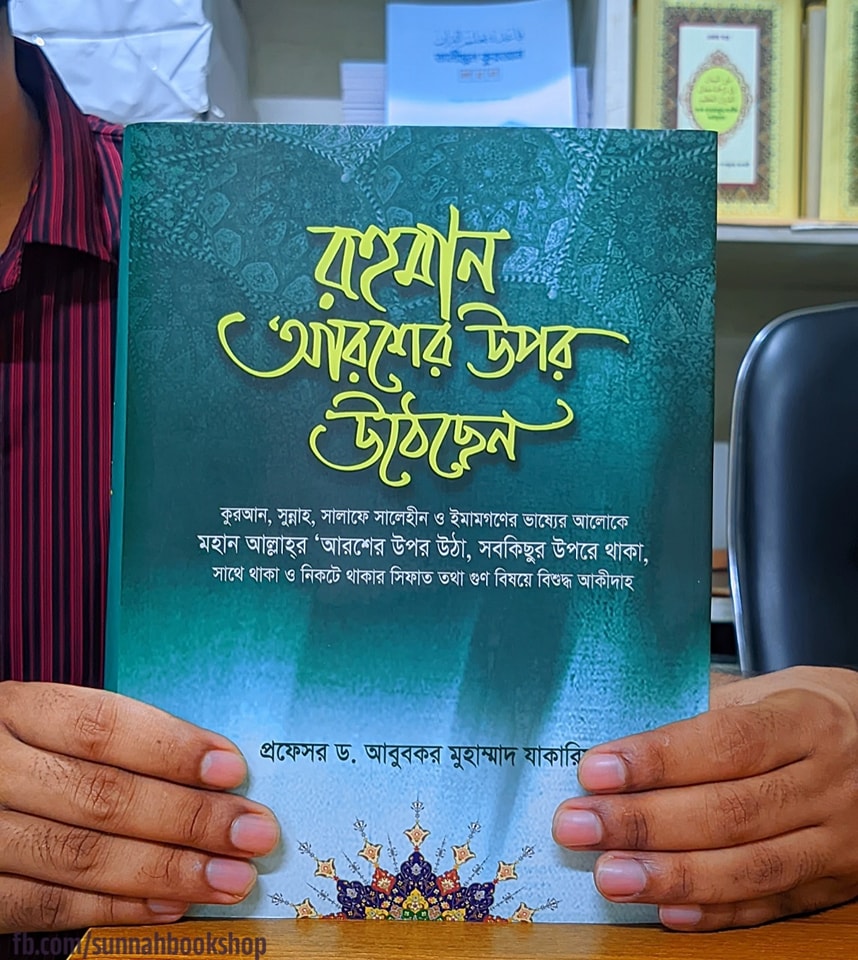 রহমান
আরশের উপর
উঠেছেন
কুরআন, সুন্নাহ, সালাফে সালেহীন ও ইমামগণের ভাষ্যের আলোকে
মহান আল্লাহ্‌র ‘আরশের উপর উঠা, সবকিছুর উপরে থাকা,
সাথে থাকা ও নিকটে থাকার সিফাত তথা গুণ বিষয়ে বিশুদ্ধ আকীদাহ
প্রফেসর ড. আবুবকর মুহাম্মাদ
fb.com/sunnahbookshop